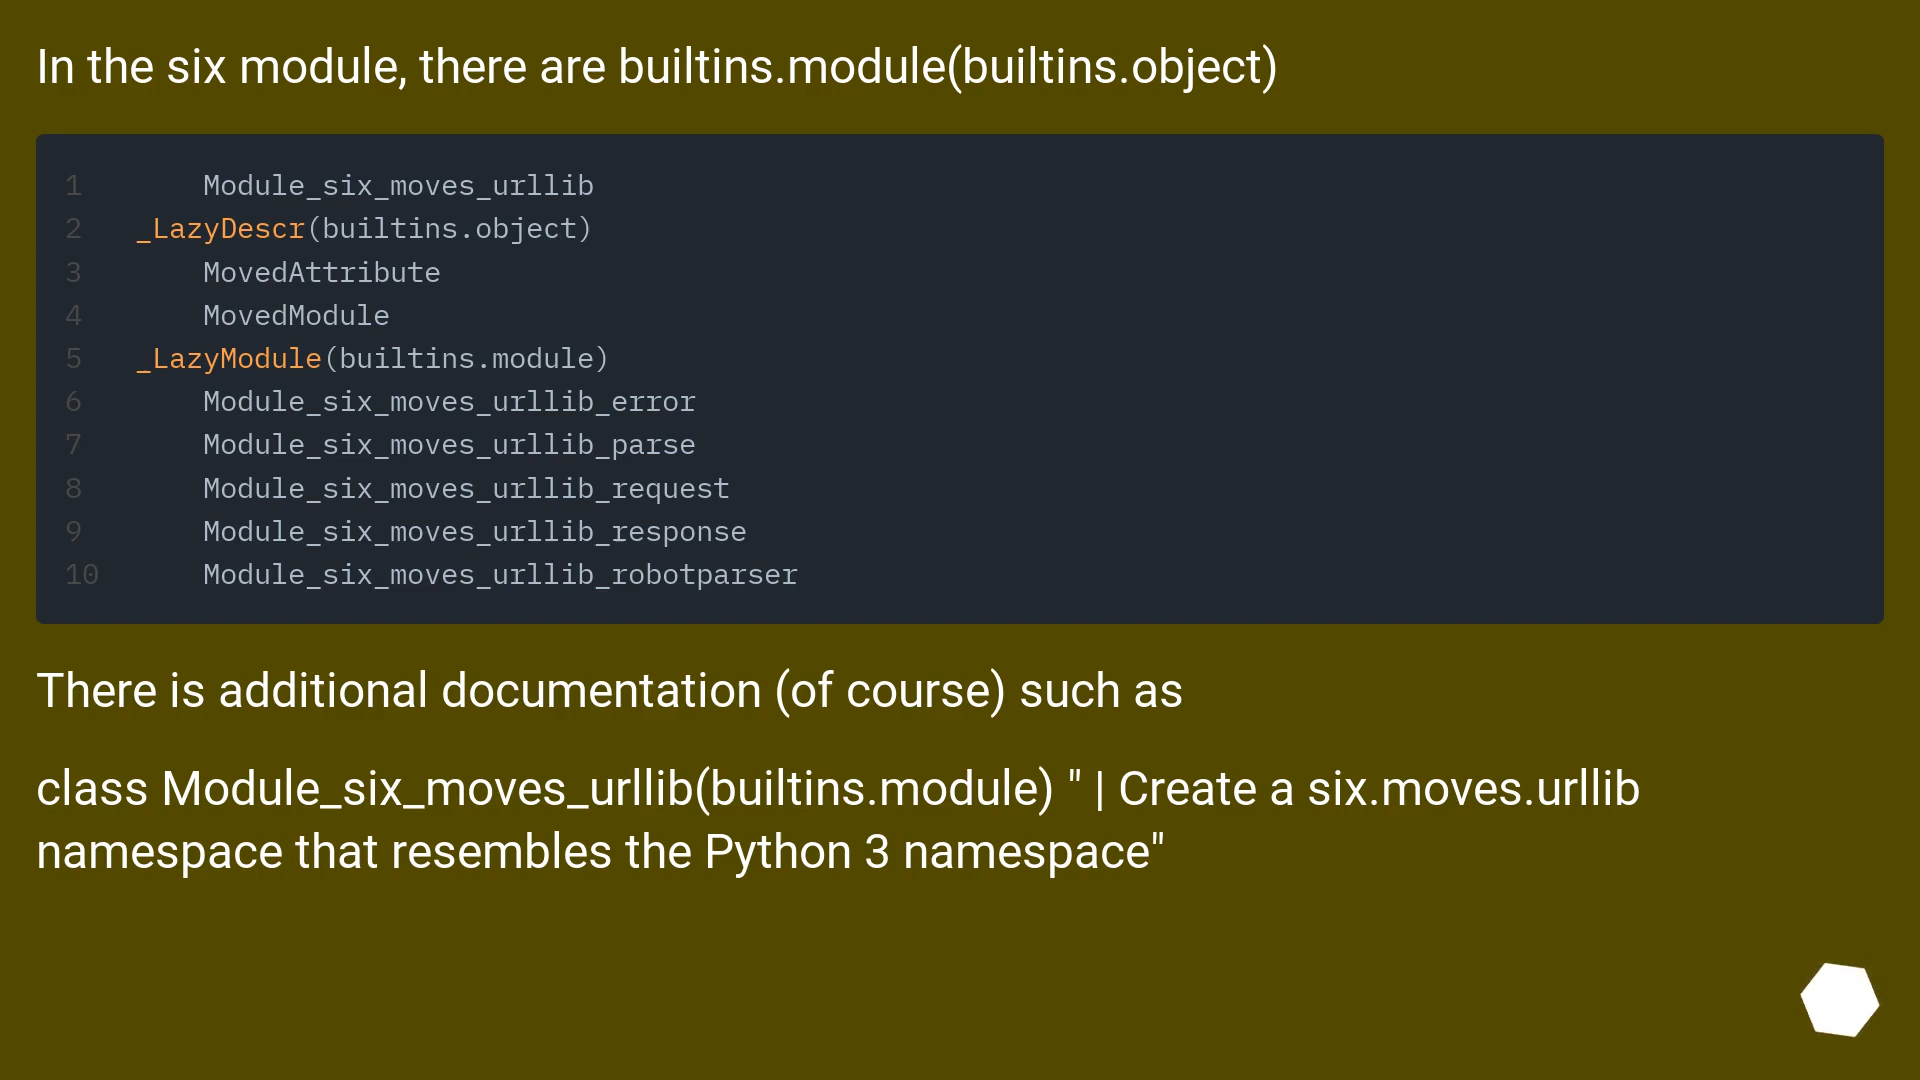 In the six module, there are builtins.module(builtins.object)
1 Module_six_moves_urllib
2 _LazyDescr(builtins.object)
3 MovedAttribute
4 MovedModule
5 _LazyModule(builtins.module)
6 Module_six_moves_urllib_error
7 Module_six_moves_urllib_parse
8 Module_six_moves_urllib_request
9 Module_six_moves_urllib_response
10 Module_six_moves_urllib_robotparser
There is additional documentation (of course) such as
class Module_six_moves_urllib(builtins.module) " | Create a six.moves.urllib
namespace that resembles the Python 3 namespace"